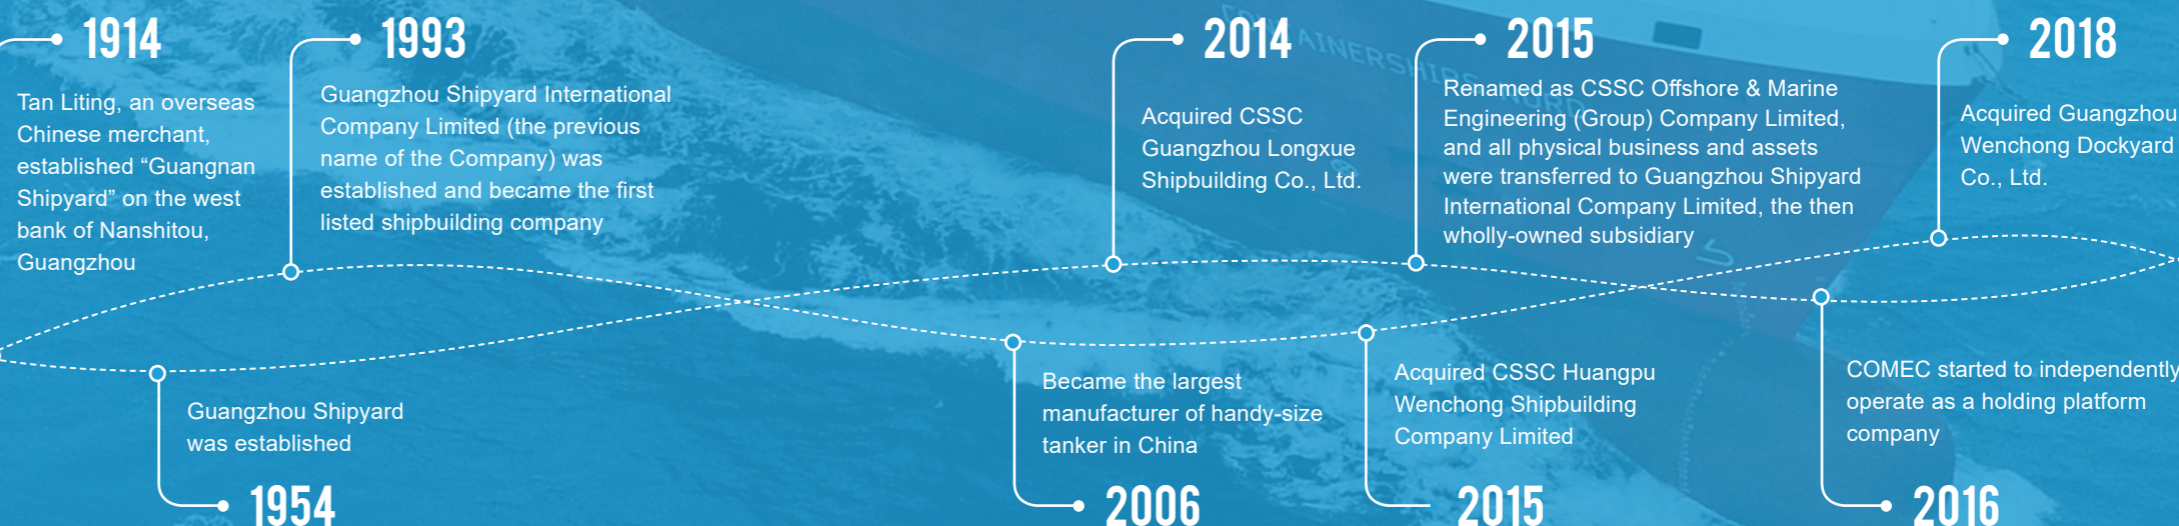 1914
Tan Liting, an overseas
Chinese merchant,
established “Guangnan
Shipyard” on the west
bank of Nanshitou,
Guangzhou
1993
Guangzhou Shipyard International
Company Limited (the previous
name of the Company) was
established and became the first
listed shipbuilding company
2014
Acquired CSSC
Guangzhou Longxue
Shipbuilding Co., Ltd.
2015
Renamed as CSSC Offshore & Marine
Engineering (Group) Company Limited,
and all physical business and assets
were transferred to Guangzhou Shipyard
International Company Limited, the then
wholly-owned subsidiary
2018
Acquired Guangzhou
Wenchong Dockyard
Co., Ltd.
CONTAINERSHIPS NORD
Guangzhou Shipyard
was established
1954
Became the largest
manufacturer of handy-size
tanker in China
2006
Acquired CSSC Huangpu
Wenchong Shipbuilding
Company Limited
2015
COMEC started to independently
operate as a holding platform
company
2016